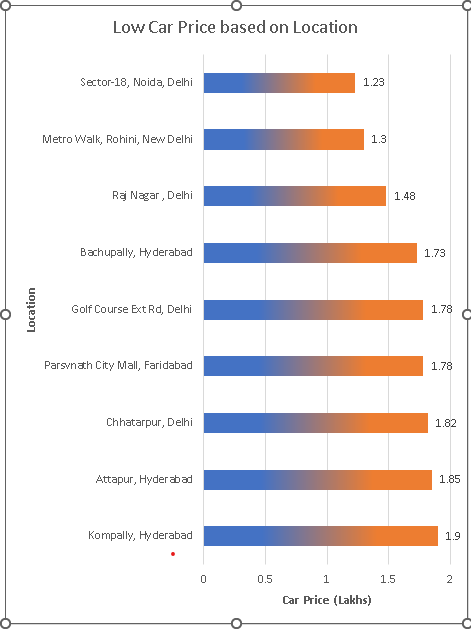 Low Car Price based on Location
Sector-18, Noida, Delhi 1.23
Metro Walk, Rohini, New Delhi 1.3
Raj Nagar , Delhi 1.48
Bachupally, Hyderabad 1.73
Golf Course Ext Rd, Delhi 1.78
Parsvnath City Mall, Faridabad 1.78
Chhatarpur, Delhi 1.82
Attapur, Hyderabad 1.85
Kompally, Hyderabad 1.9
Location
0 0.5 1 1.5 2
Car Price (Lakhs)